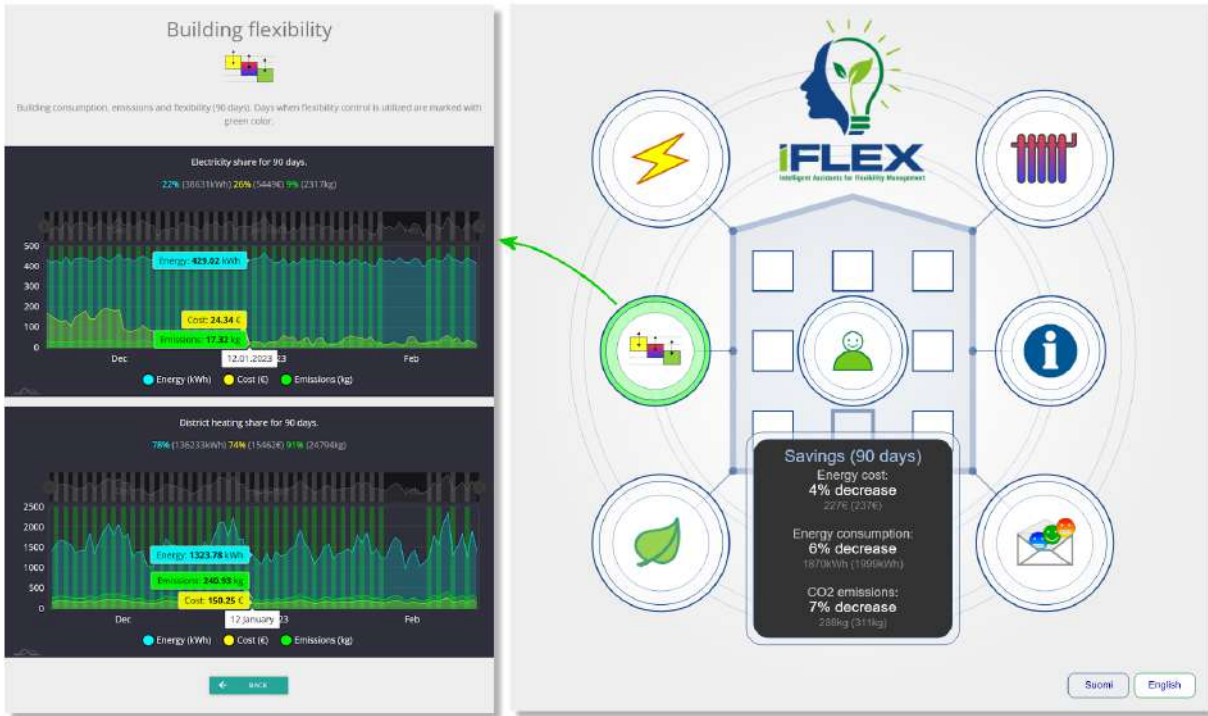 Building flexibility
Building consumption, emissions and flexibility (90 days). Days when flexibility control is utilized are marked with
green color.
Electricity share for 90 days.
22% (38631kWh) 26% (5449€) 9% (2317kg)
500
400
300
200
100
0
Energy: 429.02 kWh
Cost: 24.34 €
Emissions: 17.32 kg
Dec
12.01.2023
23
Feb
Energy (kWh)
Cost (€)
Emissions (kg)
District heating share for 90 days.
78% (136233kWh) 74% (15462€) 91% (24794kg)
2500
2000
1500
1000
500
0
Energy: 1323.78 kWh
Emissions: 240.93 kg
Cost: 150.25 €
Dec
12 January
23
Feb
Energy (kWh)
Cost (€)
Emissions (kg)
BACK
iFLEX
Intelligent Assistants for Flexibility Management
Savings (90 days)
Energy cost:
4% decrease
227€ (237€)
Energy consumption:
6% decrease
1870kWh (1999kWh)
CO2 emissions:
7% decrease
288kg (311kg)
Suomi
English